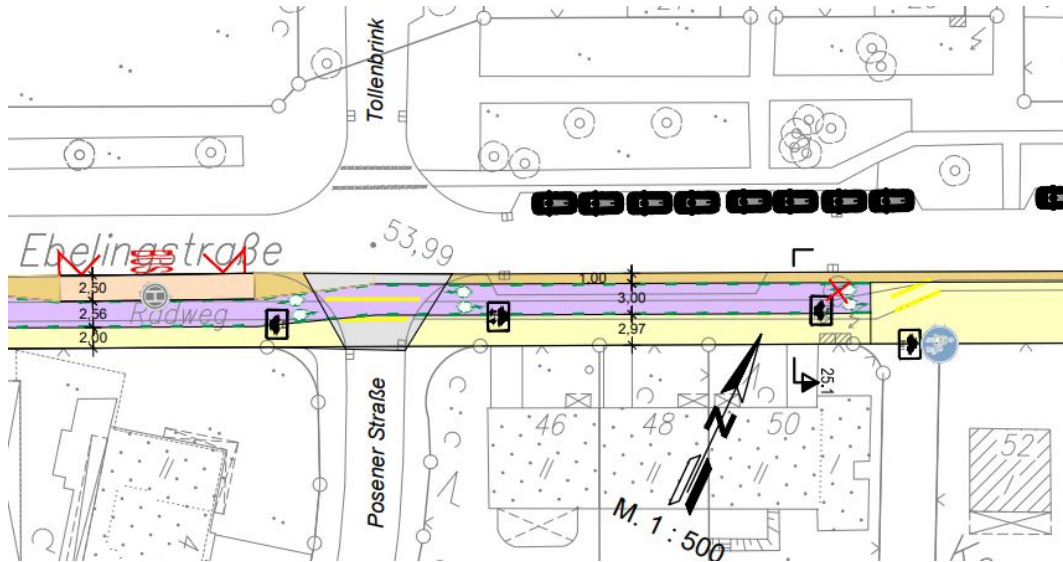 Tollenbrink
Ebelingstraße
53,99
2,50
1,00
3,00
2,56
Radweg
2,00
2,97
25.1
46
48
50
52
4
N
Posener Straße
M. 1 : 500